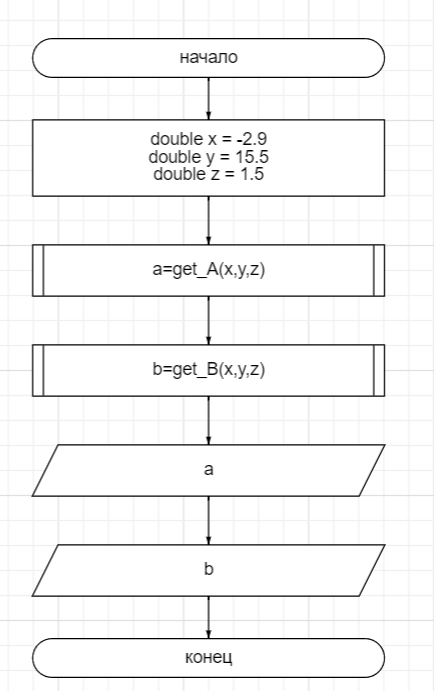 начало
double x = -2.9
double y = 15.5
double z = 1.5
a=get_A(x,y,z)
b=get_B(x,y,z)
a
b
конец